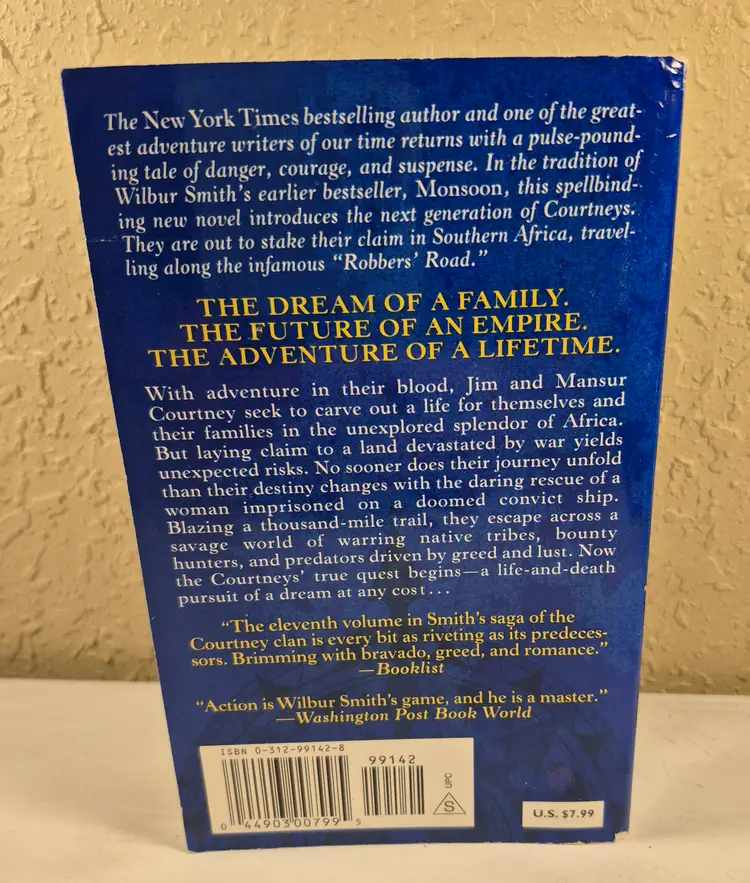 The New York Times bestselling author and one of the great-
est adventure writers of our time returns with a pulse-pound-
ing tale of danger, courage, and suspense. In the tradition of
Wilbur Smith's earlier bestseller, Monsoon, this spellbind-
ing new novel introduces the next generation of Courtneys.
They are out to stake their claim in Southern Africa, travel-
ling along the infamous "Robbers' Road."
THE DREAM OF A FAMILY.
THE FUTURE OF AN EMPIRE.
THE ADVENTURE OF A LIFETIME.
With adventure in their blood, Jim and Mansur
Courtney seek to carve out a life for themselves and
their families in the unexplored splendor of Africa.
But laying claim to a land devastated by war yields
unexpected risks. No sooner does their journey unfold
than their destiny changes with the daring rescue of a
woman imprisoned on a doomed convict ship.
Blazing a thousand-mile trail, they escape across a
savage world of warring native tribes, bounty
hunters, and predators driven by greed and lust. Now
the Courtneys' true quest begins—a life-and-death
pursuit of a dream at any cost...
"The eleventh volume in Smith's saga of the
Courtney clan is every bit as riveting as its predeces-
sors. Brimming with bravado, greed, and romance."
—Booklist
"Action is Wilbur Smith's game, and he is a master."
—Washington Post Book World
ISBN 0-312-99142-8
99142
UPC
S
0 44903 00799 5
U.S. $7.99